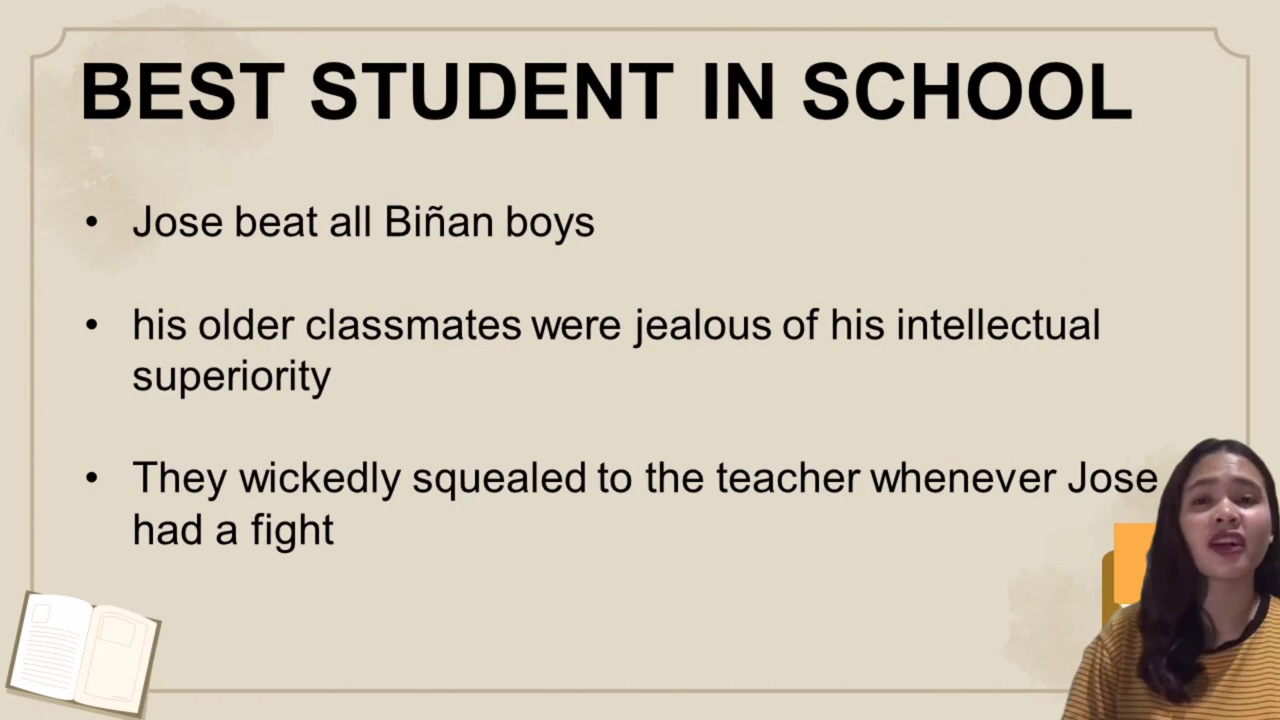 BEST STUDENT IN SCHOOL
• Jose beat all Biñan boys
• his older classmates were jealous of his intellectual
superiority
• They wickedly squealed to the teacher whenever Jose
had a fight